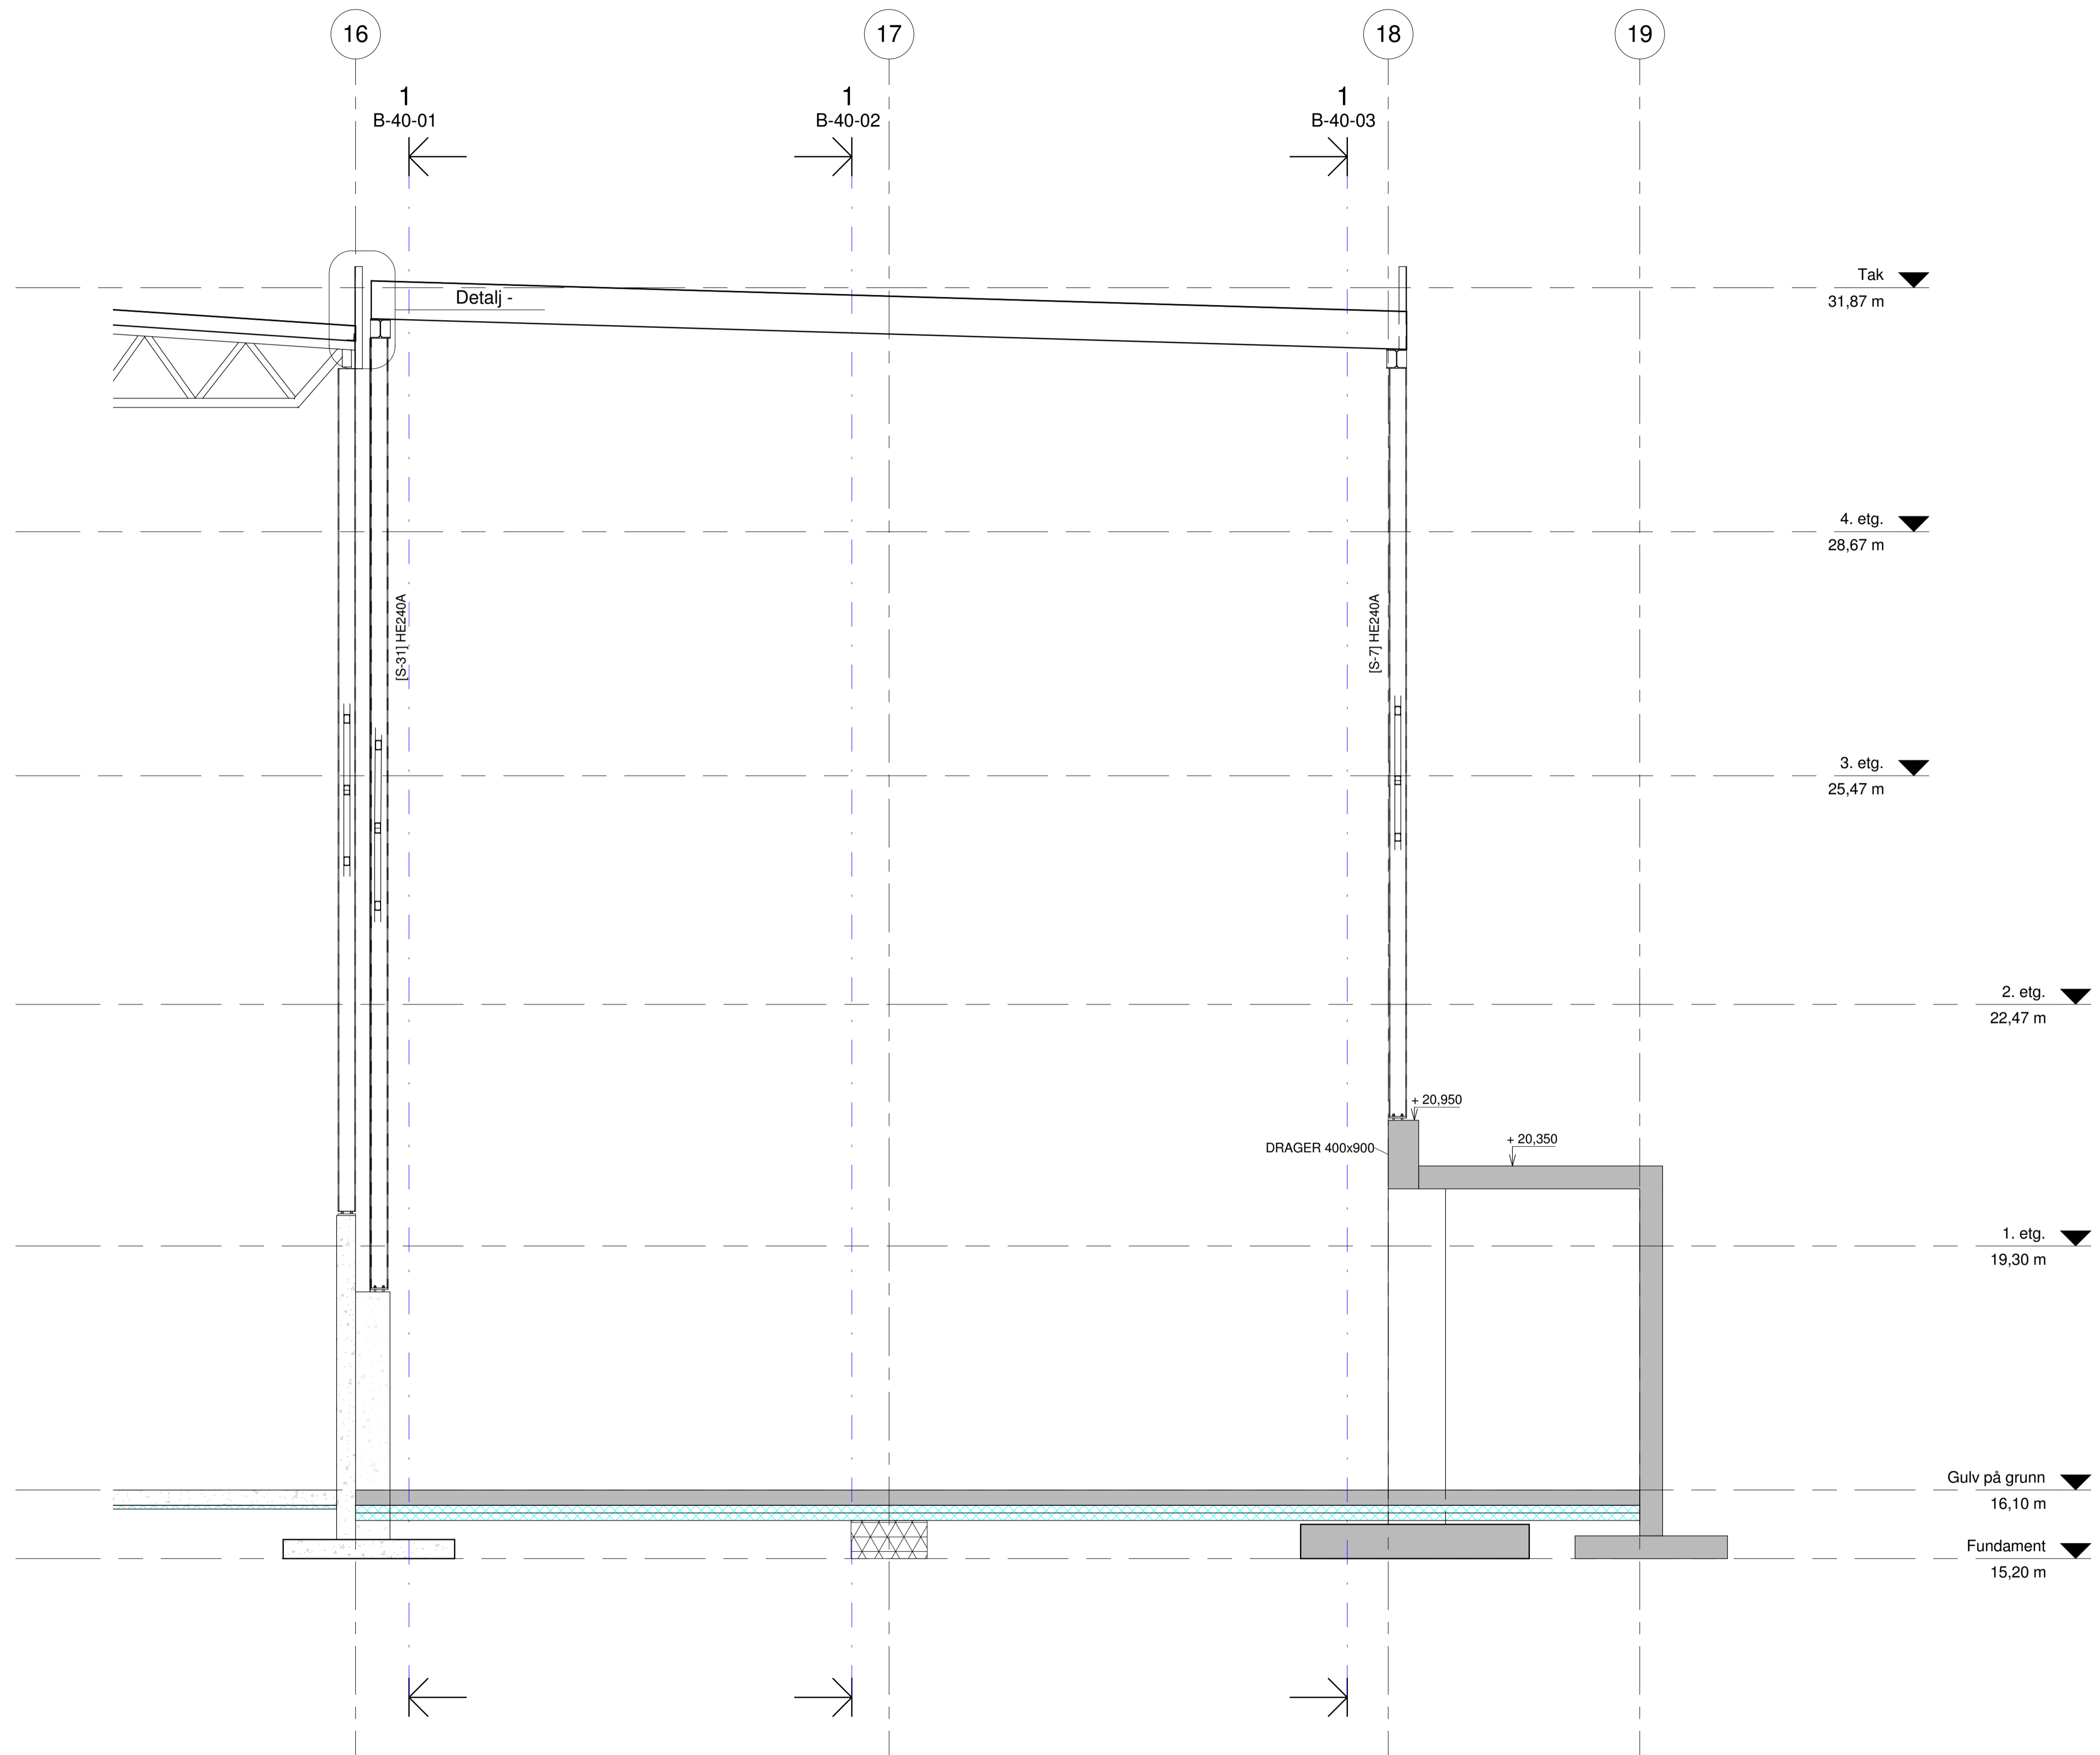 16
17
18
19
1
B-40-01
1
B-40-02
1
B-40-03
Tak
31,87 m
Detalj -
4. etg.
28,67 m
[S-31] HE240A
[S-7] HE240A
3. etg.
25,47 m
2. etg.
22,47 m
+ 20,950
DRAGER 400x900
+ 20,350
1. etg.
19,30 m
Gulv på grunn
16,10 m
Fundament
15,20 m